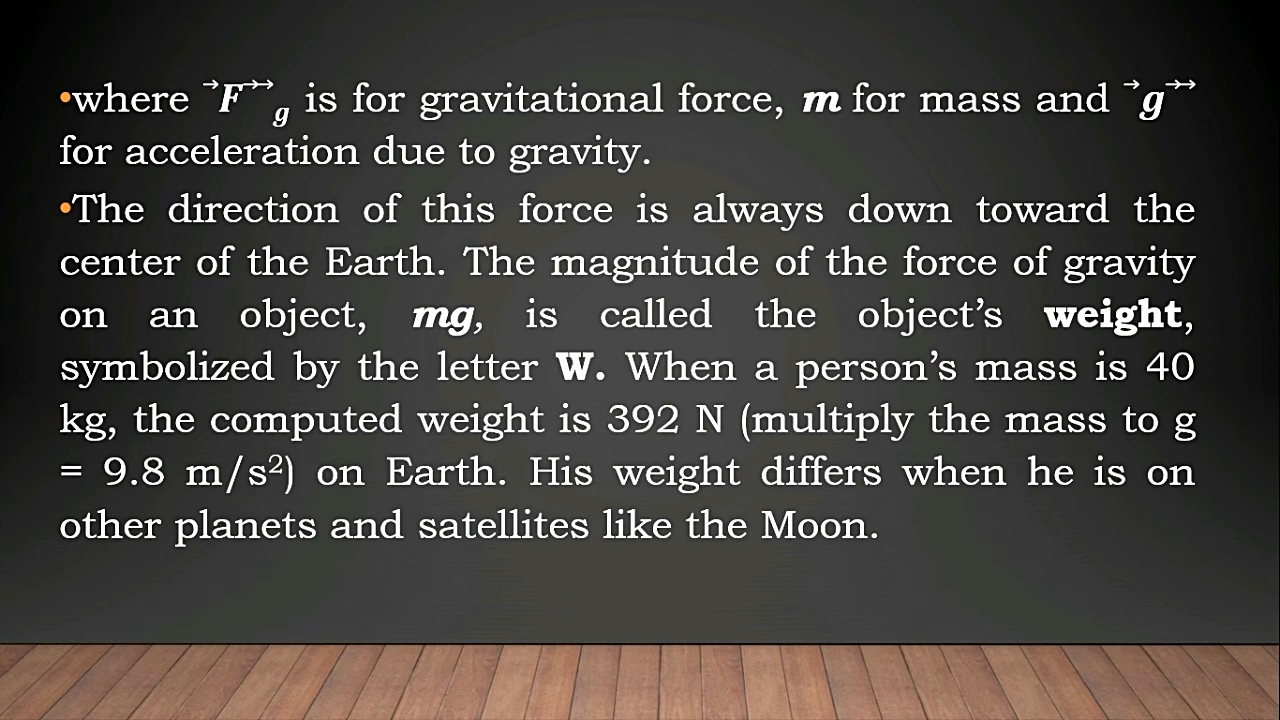 •where →F→→g is for gravitational force, m for mass and →g→→
for acceleration due to gravity.
•The direction of this force is always down toward the
center of the Earth. The magnitude of the force of gravity
on an object, mg, is called the object’s weight,
symbolized by the letter W. When a person’s mass is 40
kg, the computed weight is 392 N (multiply the mass to g
= 9.8 m/s²) on Earth. His weight differs when he is on
other planets and satellites like the Moon.